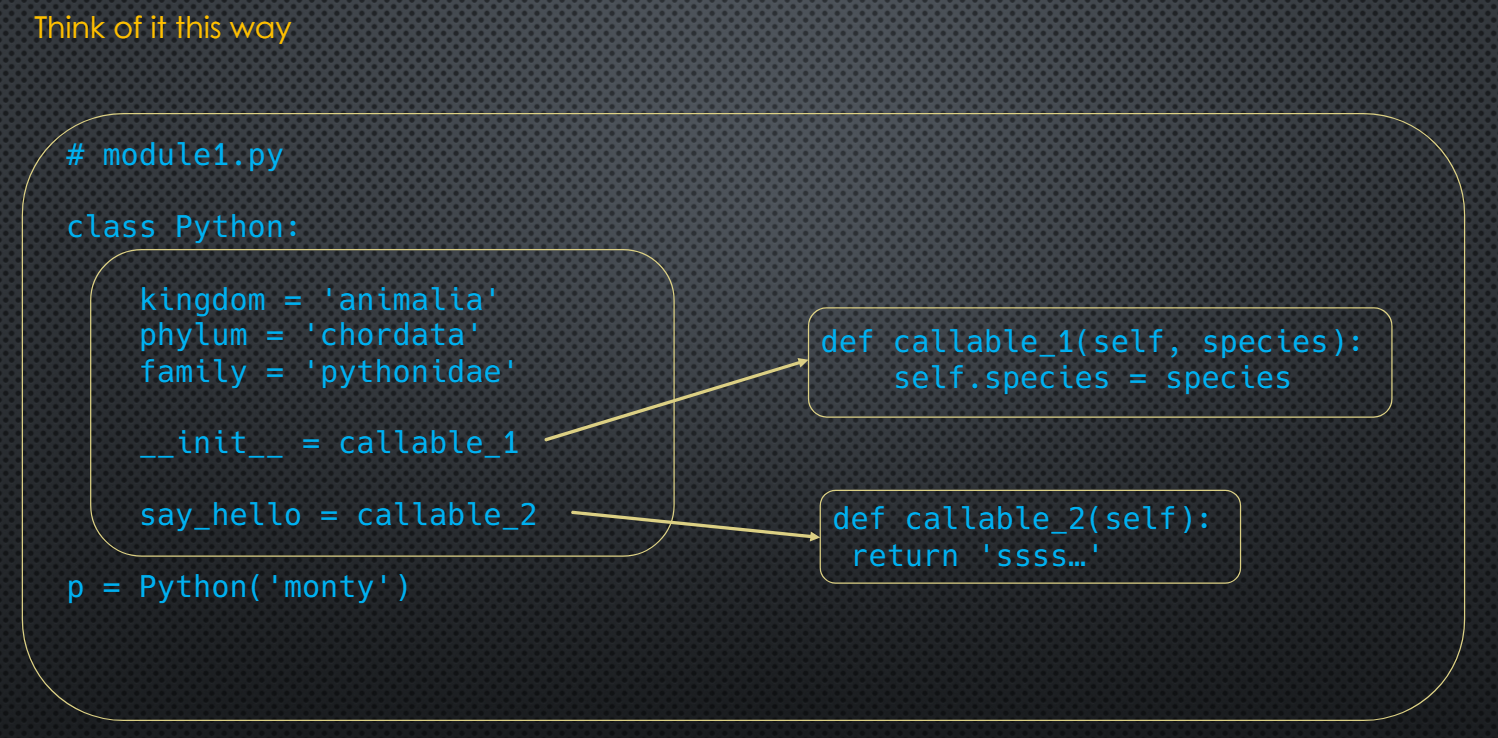 Think of it this way
# module1.py
class Python:
kingdom = 'animalia'
phylum = 'chordata'
family = 'pythonidae'
__init__ = callable_1
say_hello = callable_2
p = Python('monty')
def callable_1(self, species):
self.species = species
def callable_2(self):
return 'ssss…'